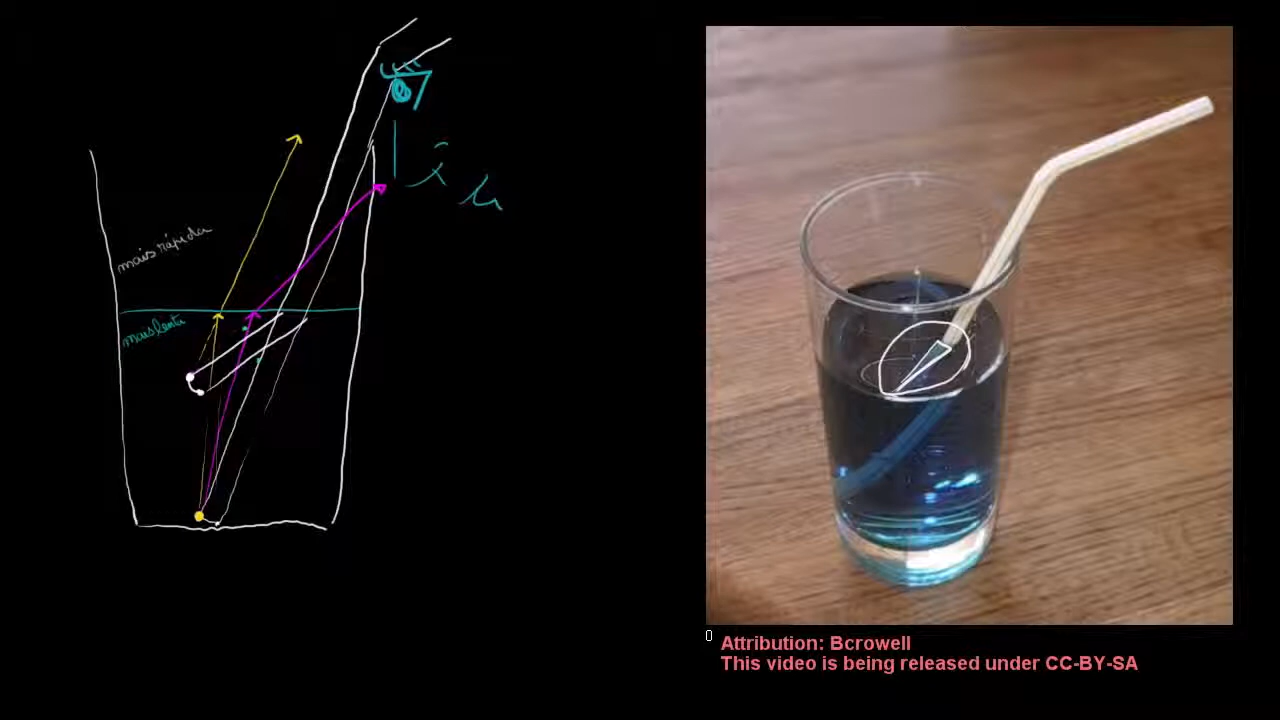 mais rápida
mais lenta
Attribution: Bcrowell
This video is being released under CC-BY-SA